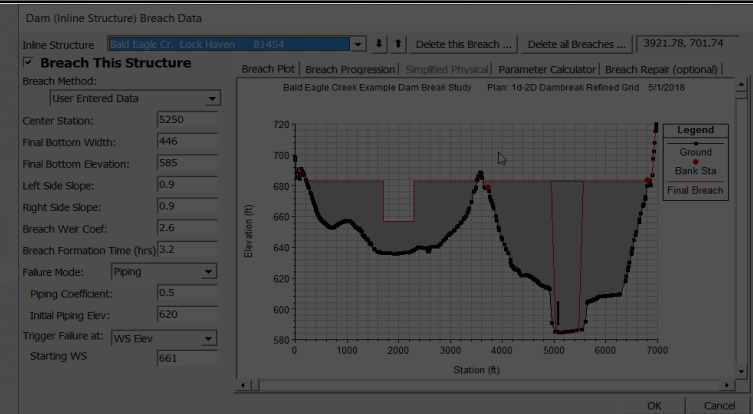 Dam (Inline Structure) Breach Data
Inline Structure Bald Eagle Cr. Lock Haven 81454 Delete this Breach ... Delete all Breaches ... 3921.78, 701.74
Breach This Structure
Breach Method:
User Entered Data
Center Station: 5250
Final Bottom Width: 446
Final Bottom Elevation: 585
Left Side Slope: 0.9
Right Side Slope: 0.9
Breach Weir Coef: 2.6
Breach Formation Time (hrs) 3.2
Failure Mode: Piping
Piping Coefficient: 0.5
Initial Piping Elev: 620
Trigger Failure at: WS Elev
Starting WS 661
Breach Plot Breach Progression Simplified Physical Parameter Calculator Breach Repair (optional)
Bald Eagle Creek Example Dam Break Study Plan: 1d-2D Dambreak Refined Grid 5/1/2018
720
700
680
660
640
620
600
580
Elevation (ft)
0 1000 2000 3000 4000 5000 6000 7000
Station (ft)
Legend
Ground
Bank Sta
Final Breach
OK Cancel